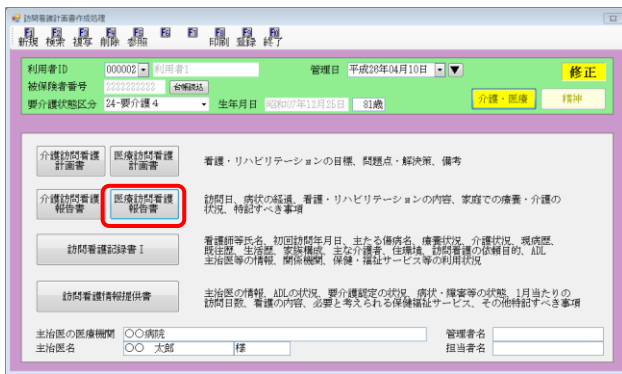 訪問看護計画書作成処理
F1 F2 F3 F4 F5 F6 F7 F8 F9 F10
新規 検索 複写 削除 参照 印刷 登録 終了
利用者ID 000002 利用者1 管理日 平成26年04月10日 修正
被保険者番号 2222222222 台帳読込
要介護状態区分 24-要介護4 生年月日 昭和07年12月25日 81歳 介護・医療 精神
介護訪問看護計画書 医療訪問看護計画書 看護・リハビリテーションの目標、問題点・解決策、備考
介護訪問看護報告書 医療訪問看護報告書 訪問日、病状の経過、看護・リハビリテーションの内容、家庭での療養・介護の
状況、特記すべき事項
訪問看護記録書Ⅰ 看護師等氏名、初回訪問年月日、主たる傷病名、療養状況、介護状況、現病歴、
既往歴、生活歴、家族構成、主な介護者、住環境、訪問看護の依頼目的、ADL
主治医等の情報、関係機関、保健・福祉サービス等の利用状況
訪問看護情報提供書 主治医の情報、ADLの状況、要介護認定の状況、病状・障害等の状態、1月当たりの
訪問日数、看護の内容、必要と考えられる保健福祉サービス、その他特記すべき事項
主治医の医療機関 〇〇病院 管理者名
主治医名 〇〇 太郎 様 担当者名